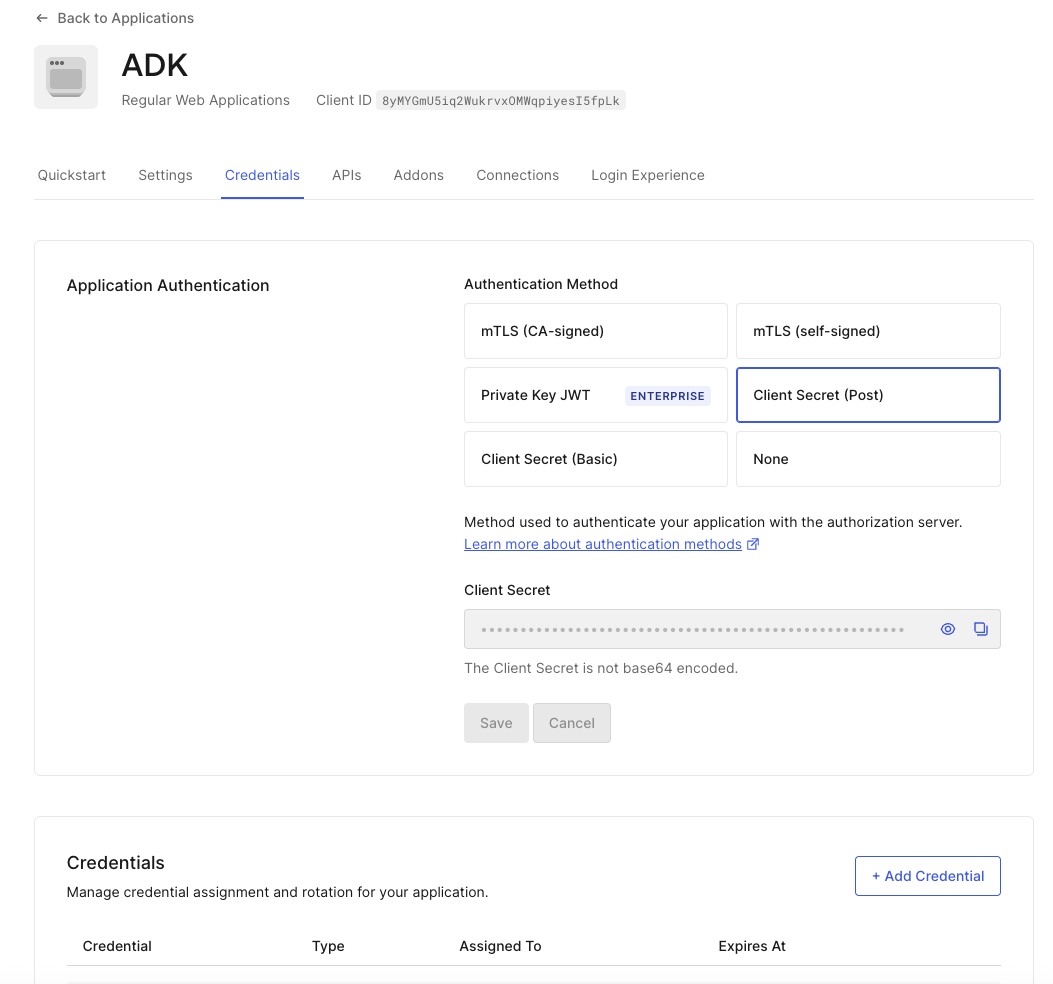 Back to Applications
ADK
Regular Web Applications Client ID 8yMYGmU5iq2WukrvxOMWqpiyesI5fpLk
Quickstart Settings Credentials APIs Addons Connections Login Experience
Application Authentication
Authentication Method
mTLS (CA-signed) mTLS (self-signed)
Private Key JWT ENTERPRISE Client Secret (Post)
Client Secret (Basic) None
Method used to authenticate your application with the authorization server.
Learn more about authentication methods
Client Secret
The Client Secret is not base64 encoded.
Save Cancel
Credentials
+ Add Credential
Manage credential assignment and rotation for your application.
Credential Type Assigned To Expires At